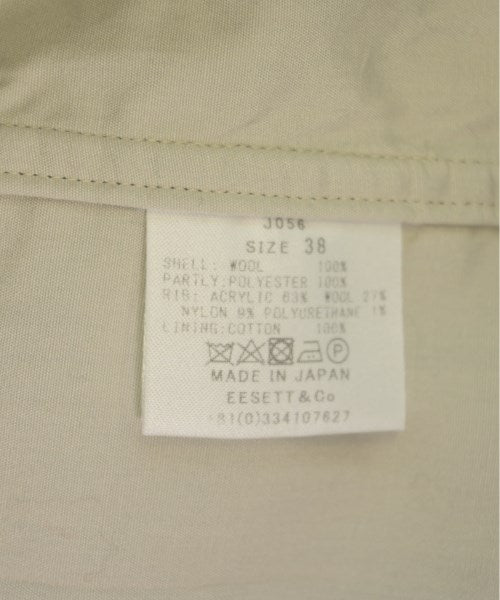 J056
SIZE 38
SHELL: WOOL 100%
PARTLY:POLYESTER 100%
RIB: ACRYLIC 63% WOOL 27%
NYLON 9% POLYURETHANE 1%
LINING:COTTON 100%
P
MADE IN JAPAN
EESETT&Co
+81(0)334107627